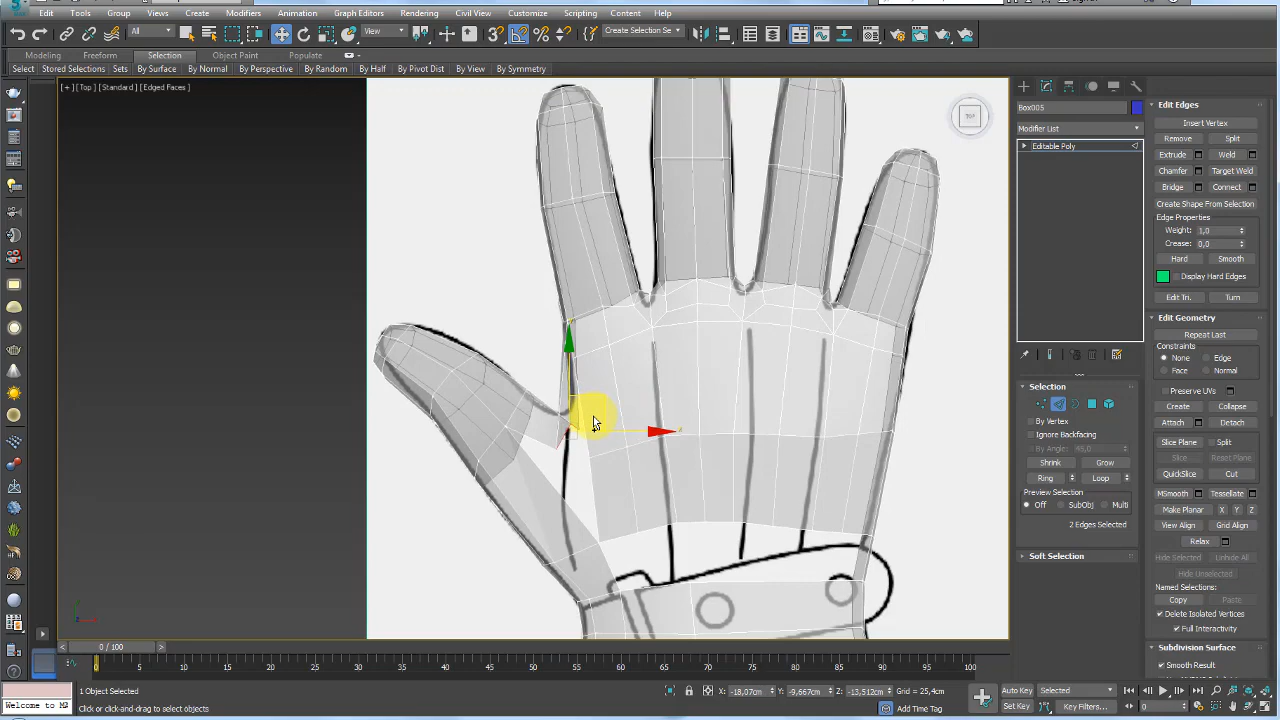 Edit Tools Group Views Create Modifiers Animation Graph Editors Rendering Civil View Customize Scripting Content Help
All View Create Selection Se
Modeling Freeform Selection Object Paint Populate
Select Stored Selections Sets By Surface By Normal By Perspective By Random By Half By Pivot Dist By View By Symmetry
[+] [Top] [Standard] [Edged Faces]
TOP
Box005
Modifier List
Editable Poly
Selection
By Vertex
Ignore Backfacing
By Angle: 45,0
Shrink Grow
Ring Loop
Preview Selection
Off SubObj Multi
2 Edges Selected
Soft Selection
Edit Edges
Insert Vertex
Remove Split
Extrude Weld
Chamfer Target Weld
Bridge Connect
Create Shape From Selection
Edge Properties
Weight: 1,0
Crease: 0,0
Hard Smooth
Display Hard Edges
Edit Tri. Turn
Edit Geometry
Repeat Last
Constraints
None Edge
Face Normal
Preserve UVs
Create Collapse
Attach Detach
Slice Plane Split
Slice Reset Plane
QuickSlice Cut
MSmooth Tessellate
Make Planar X Y Z
View Align Grid Align
Relax
Hide Selected Unhide All
Hide Unselected
Named Selections:
Copy Paste
Delete Isolated Vertices
Full Interactivity
Subdivision Surface
Smooth Result
0 / 100
0 5 10 15 20 25 30 35 40 45 50 55 60 65 70 75 80 85 90 95 100
1 Object Selected X: -18,07cm Y: -9,667cm Z: -13,512cm Grid = 25,4cm Auto Key Selected
Welcome to M click or click-and-drag to select objects Add Time Tag Set Key Key Filters... 0